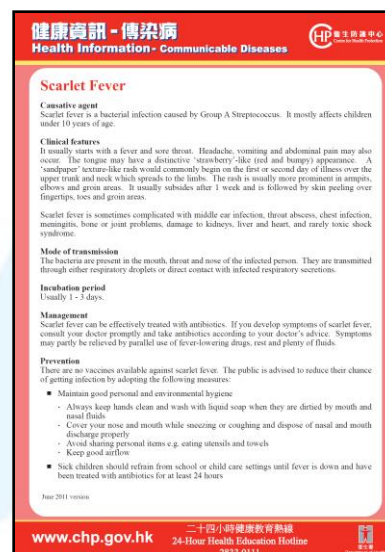 健康資訊 - 傳染病
Health Information - Communicable Diseases
CHP 衞生防護中心
Centre for Health Protection
Scarlet Fever
Causative agent
Scarlet fever is a bacterial infection caused by Group A Streptococcus. It mostly affects children
under 10 years of age.
Clinical features
It usually starts with a fever and sore throat. Headache, vomiting and abdominal pain may also
occur. The tongue may have a distinctive 'strawberry'-like (red and bumpy) appearance. A
'sandpaper' texture-like rash would commonly begin on the first or second day of illness over the
upper trunk and neck which spreads to the limbs. The rash is usually more prominent in armpits,
elbows and groin areas. It usually subsides after 1 week and is followed by skin peeling over
fingertips, toes and groin areas.
Scarlet fever is sometimes complicated with middle ear infection, throat abscess, chest infection,
meningitis, bone or joint problems, damage to kidneys, liver and heart, and rarely toxic shock
syndrome.
Mode of transmission
The bacteria are present in the mouth, throat and nose of the infected person. They are transmitted
through either respiratory droplets or direct contact with infected respiratory secretions.
Incubation period
Usually 1 - 3 days.
Management
Scarlet fever can be effectively treated with antibiotics. If you develop symptoms of scarlet fever,
consult your doctor promptly and take antibiotics according to your doctor's advice. Symptoms
may partly be relieved by parallel use of fever-lowering drugs, rest and plenty of fluids.
Prevention
There are no vaccines available against scarlet fever. The public is advised to reduce their chance
of getting infection by adopting the following measures:
■ Maintain good personal and environmental hygiene
- Always keep hands clean and wash with liquid soap when they are dirtied by mouth and
nasal fluids
- Cover your nose and mouth while sneezing or coughing and dispose of nasal and mouth
discharge properly
- Avoid sharing personal items e.g. eating utensils and towels
- Keep good airflow
■ Sick children should refrain from school or child care settings until fever is down and have
been treated with antibiotics for at least 24 hours
June 2011 version
www.chp.gov.hk
二十四小時健康教育熱線
24-Hour Health Education Hotline
2833 0111